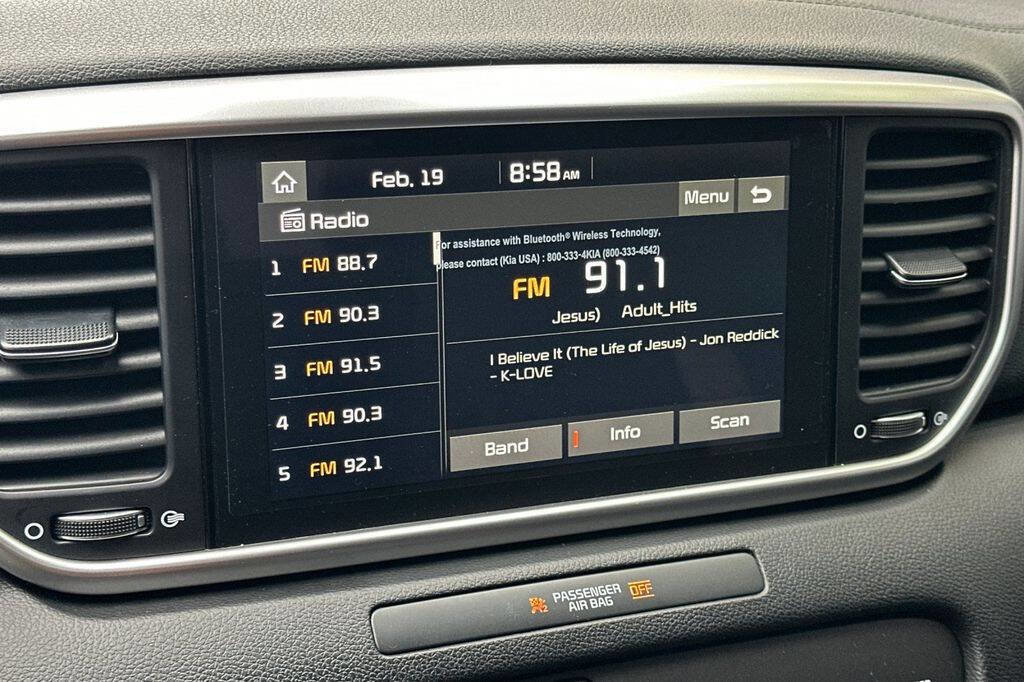 Feb. 19 8:58 AM
Radio Menu
For assistance with Bluetooth® Wireless Technology,
please contact (Kia USA) : 800-333-4KIA (800-333-4542)
1 FM 88.7
2 FM 90.3
3 FM 91.5
4 FM 90.3
5 FM 92.1
FM 91.1
Jesus) Adult_Hits
I Believe It (The Life of Jesus) - Jon Reddick
- K-LOVE
Band Info Scan
PASSENGER OFF
AIR BAG